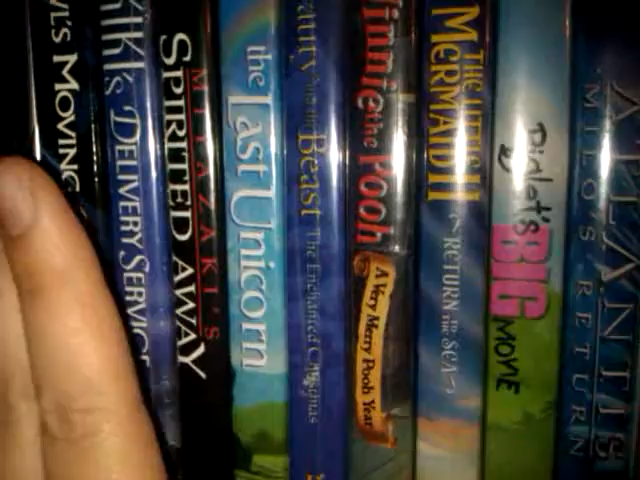 WL'S MOVING
KIKI's DELIVERY SERVICE
MIYAZAKI'S
SPIRITED AWAY
the Last Unicorn
Beast The Enchanted Christmas
Winnie the Pooh
A Very Merry Pooh Year
THE LITTLE
MERMAID II
RETURN TO THE SEA
Piglet's
BIG
MOVIE
ATLANTIS
MILO'S RETURN